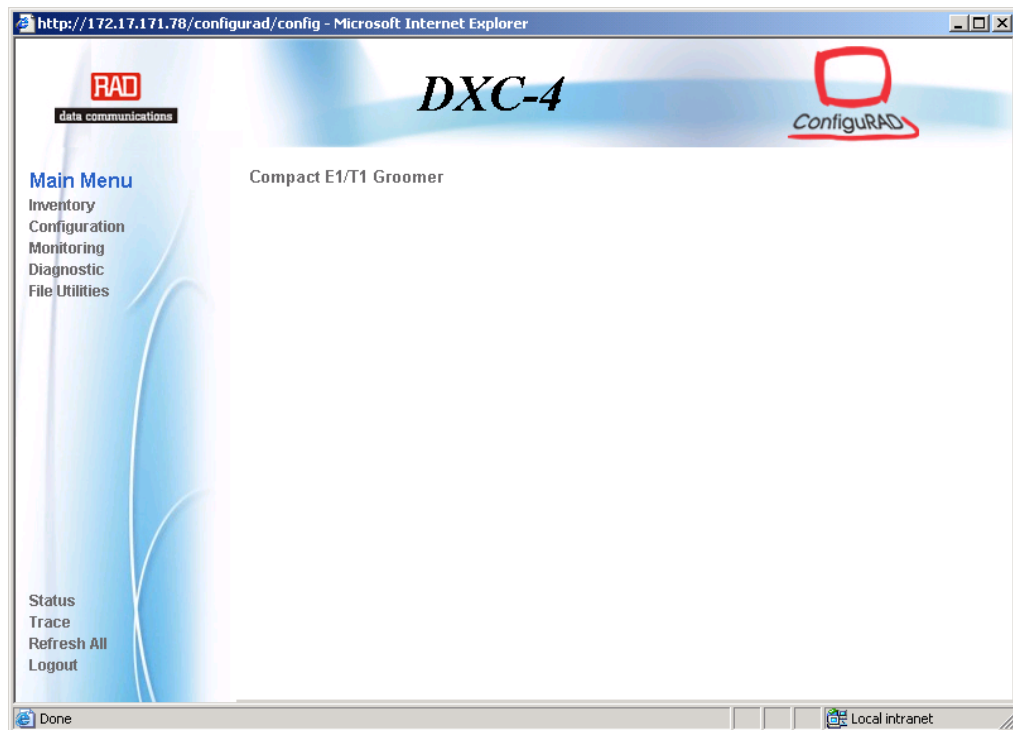 http://172.17.171.78/configurad/config - Microsoft Internet Explorer
RAD
data communications
DXC-4
ConfiguRAD
Main Menu
Inventory
Configuration
Monitoring
Diagnostic
File Utilities
Compact E1/T1 Groomer
Status
Trace
Refresh All
Logout
Done
Local intranet